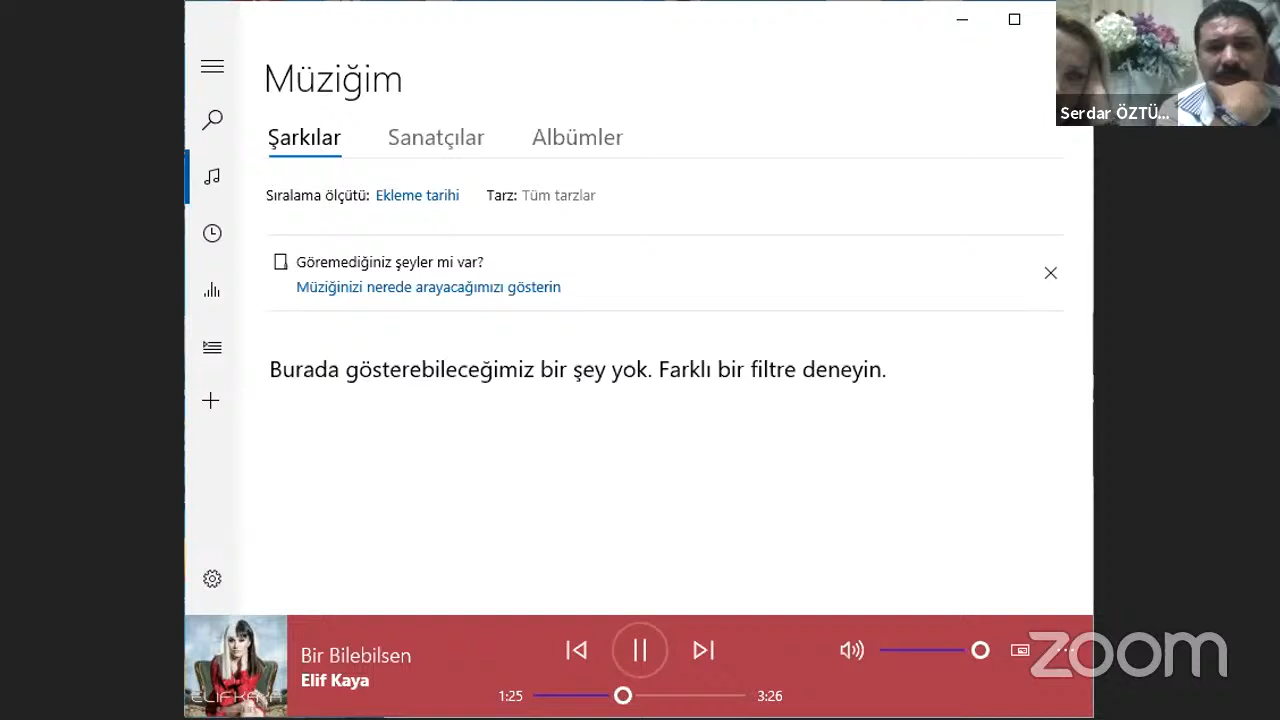 Müziğim
Şarkılar Sanatçılar Albümler
Sıralama ölçütü: Ekleme tarihi Tarz: Tüm tarzlar
Göremediğiniz şeyler mi var?
Müziğinizi nerede arayacağımızı gösterin
Burada gösterebileceğimiz bir şey yok. Farklı bir filtre deneyin.
Serdar ÖZTÜ...
ELIF KAYA
Bir Bilebilsen
Elif Kaya
1:25 3:26
zoom